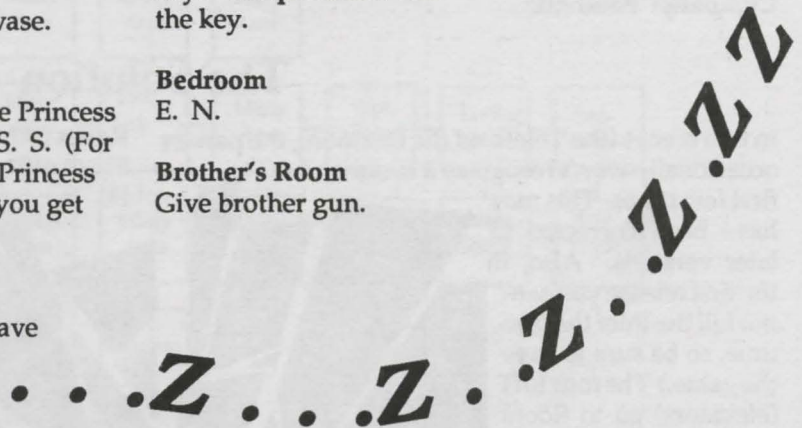 vase.
e Princess
S. S. (For
Princess
you get
ave
the key.
Bedroom
E. N.
Brother's Room
Give brother gun.
. . . .z . . . .z . . .z . . .z .z z